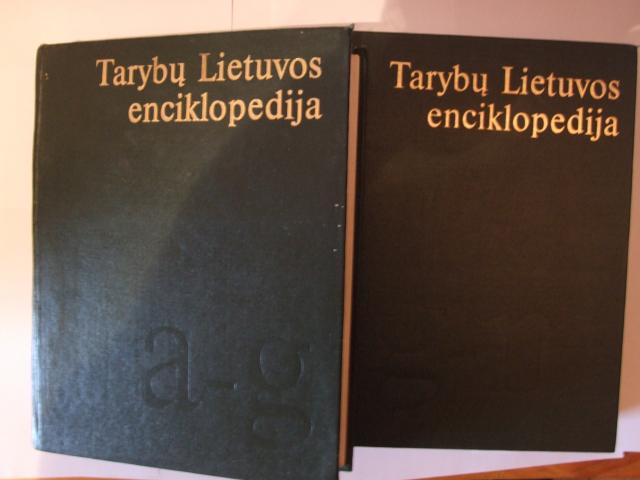 Tarybų Lietuvos
enciklopedija
a-g
Tarybų Lietuvos
enciklopedija